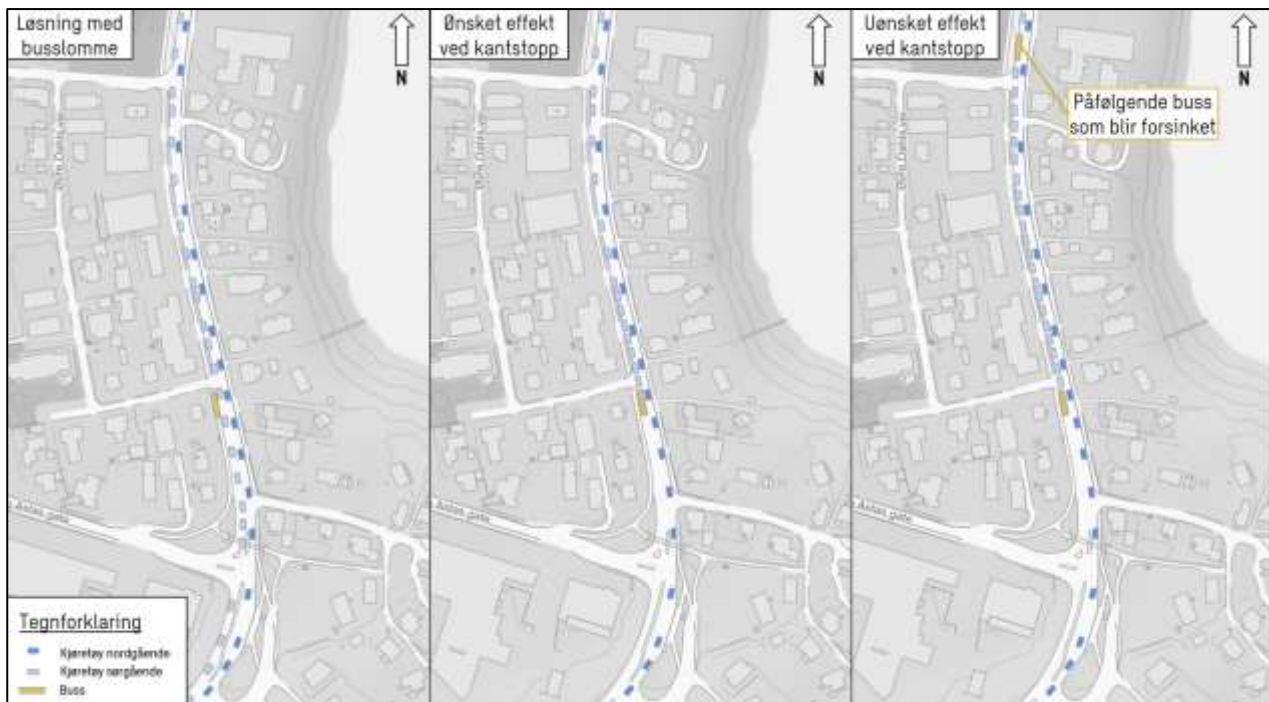 Løsning med
busslomme
N
Ønsket effekt
ved kantstopp
N
Uønsket effekt
ved kantstopp
N
Påfølgende buss
som blir forsinket
Tegnforklaring
Kjøretøy nordgående
Kjøretøy sørgående
Buss